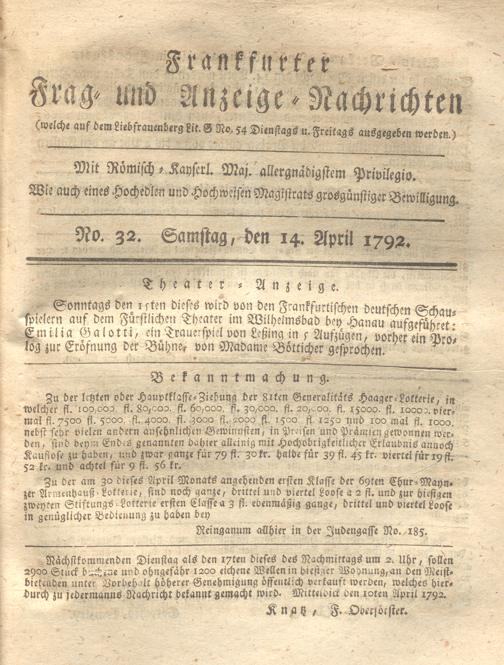 Frankfurter
Frag- und Anzeige-Nachrichten
(welche auf dem Liebfrauenberg Lit. G No. 54 Dienstags u. Freitags ausgegeben werden.)
Mit Römisch-Kayserl. Maj. allergnädigstem Privilegio.
Wie auch eines Hochedlen und Hochweisen Magistrats grosgünstiger Bewilligung.
No. 32. Samstag, den 14. April 1792.
Theater-Anzeige.
Sonntags den 15ten dieses wird von den Frankfurtischen deutschen Schau-
spielern auf dem Fürstlichen Theater im Wilhelmsbad bey Hanau aufgeführet:
Emilia Galotti, ein Trauerspiel von Leßing in 5 Aufzügen, vorher ein Pro-
log zur Eröfnung der Bühne, von Madame Bötticher gesprochen.
Bekanntmachung.
Zu der letzten oder Hauptklasse-Ziehung der 81ten Generalitäts Haager-Lotterie, in
welcher fl. 100,000. fl. 80,000. fl. 60,000. fl. 30,000. fl. 20,000. fl. 15000. fl. 10000. vier-
mal fl. 7500 fl. 5000. fl. 4000. fl. 3000 fl. 2000 fl. 1500 fl. 1250 und 100 mal fl. 1000.
nebst sehr vielen andern ansehnlichen Gewinnsten, in Preisen und Prämien gewonnen wer-
den, sind beym Endes genannten dahier alleinig mit Hochobrigkeitlicher Erlaubnis annoch
Kauflose zu haben, und zwar ganze für 79 fl. 30 kr. halbe für 39 fl. 45 kr. viertel für 19 fl.
52 kr. und achtel für 9 fl. 56 kr.
Zu der am 30 dieses April Monats angehenden ersten Klasse der 69ten Chur-Mayn-
zer Armenhauß-Lotterie, sind noch ganze, drittel und viertel Loose a 2 fl. und zur hiesigen
zweyten Stiftungs-Lotterie ersten Classe a 3 fl. ebenmäßig ganze, drittel und viertel Loose
in genüglicher Bedienung zu haben bey
Reinganum allhier in der Judengasse No. 185.
Nächstkommenden Dienstag als den 17ten dieses des Nachmittags um 2. Uhr, sollen
2900 Stück buchene und ohngefähr 1200 eichene Wellen in hiesiger Wohnung, an den Meist-
bietenden unter Vorbehalt höherer Genehmigung öffentlich verkauft werden, welches hier-
durch zu jedermanns Nachricht bekannt gemacht wird. Mitteldick den 10ten April 1792.
Knatz, F. Oberförster.